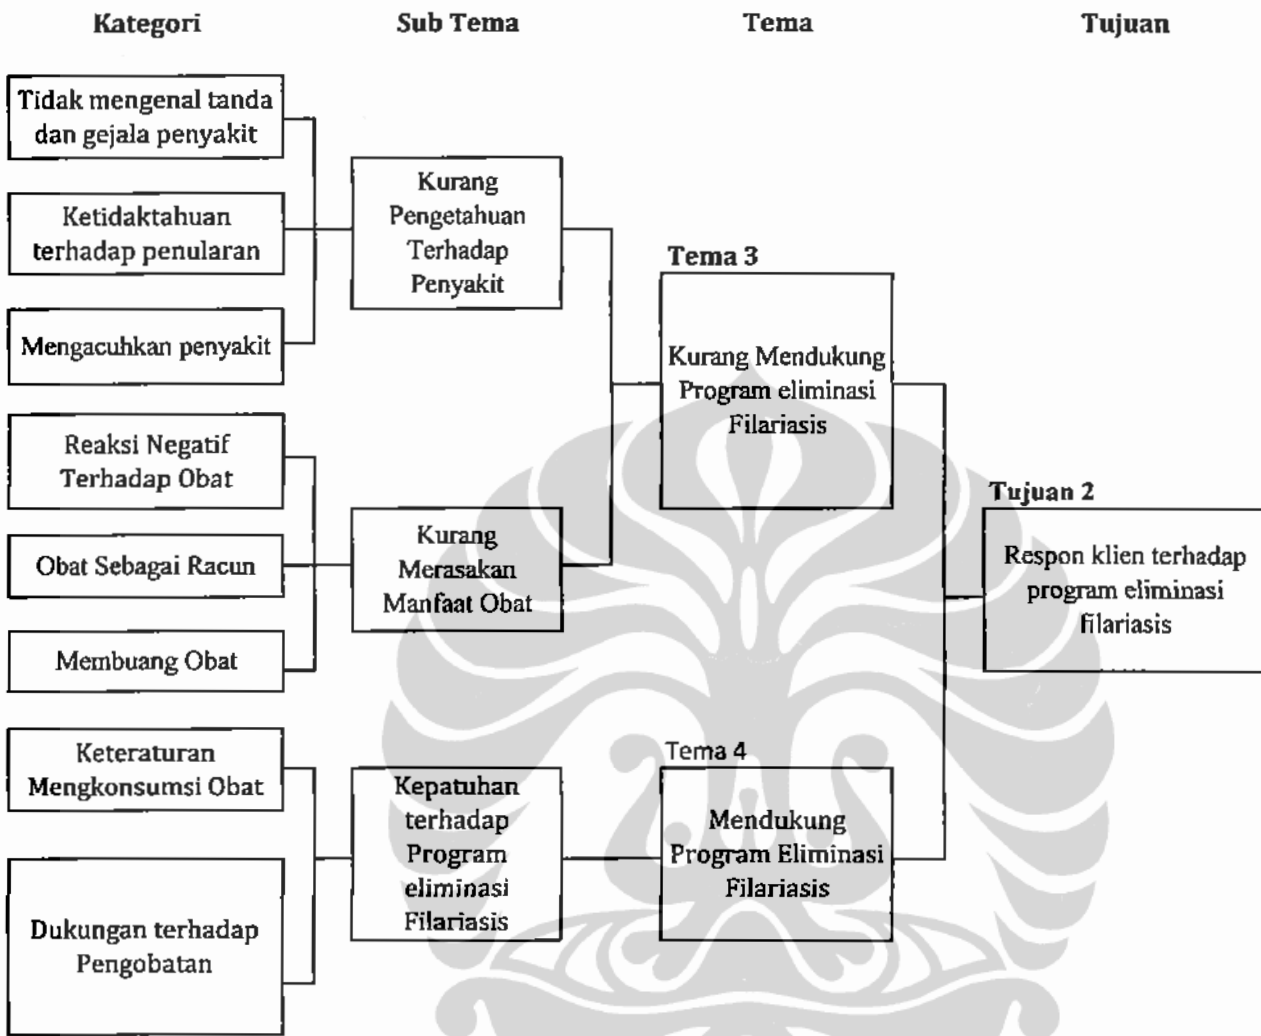 Kategori
Sub Tema
Tema
Tujuan
Tidak mengenal tanda
dan gejala penyakit
Ketidaktahuan
terhadap penularan
Mengacuhkan penyakit
Reaksi Negatif
Terhadap Obat
Obat Sebagai Racun
Membuang Obat
Keteraturan
Mengkonsumsi Obat
Dukungan terhadap
Pengobatan
Kurang
Pengetahuan
Terhadap
Penyakit
Kurang
Merasakan
Manfaat Obat
Kepatuhan
terhadap
Program
eliminasi
Filariasis
Tema 3
Kurang Mendukung
Program eliminasi
Filariasis
Tema 4
Mendukung
Program Eliminasi
Filariasis
Tujuan 2
Respon klien terhadap
program eliminasi
filariasis
.....